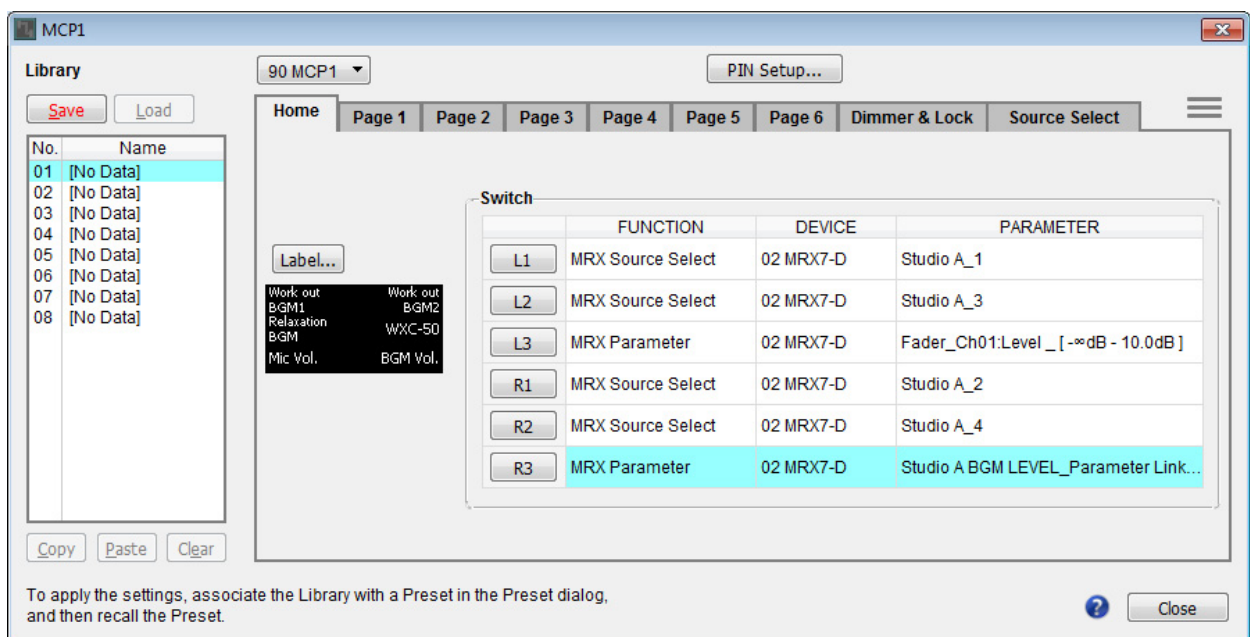 MCP1
Library
90 MCP1
PIN Setup...
Save Load
Home Page 1 Page 2 Page 3 Page 4 Page 5 Page 6 Dimmer & Lock Source Select
No. Name
01 [No Data]
02 [No Data]
03 [No Data]
04 [No Data]
05 [No Data]
06 [No Data]
07 [No Data]
08 [No Data]
Copy Paste Clear
Label...
Work out Work out
BGM1 BGM2
Relaxation
BGM WXC-50
Mic Vol. BGM Vol.
Switch
FUNCTION DEVICE PARAMETER
L1 MRX Source Select 02 MRX7-D Studio A_1
L2 MRX Source Select 02 MRX7-D Studio A_3
L3 MRX Parameter 02 MRX7-D Fader_Ch01:Level _ [ -∞dB - 10.0dB ]
R1 MRX Source Select 02 MRX7-D Studio A_2
R2 MRX Source Select 02 MRX7-D Studio A_4
R3 MRX Parameter 02 MRX7-D Studio A BGM LEVEL_Parameter Link...
To apply the settings, associate the Library with a Preset in the Preset dialog,
and then recall the Preset.
? Close